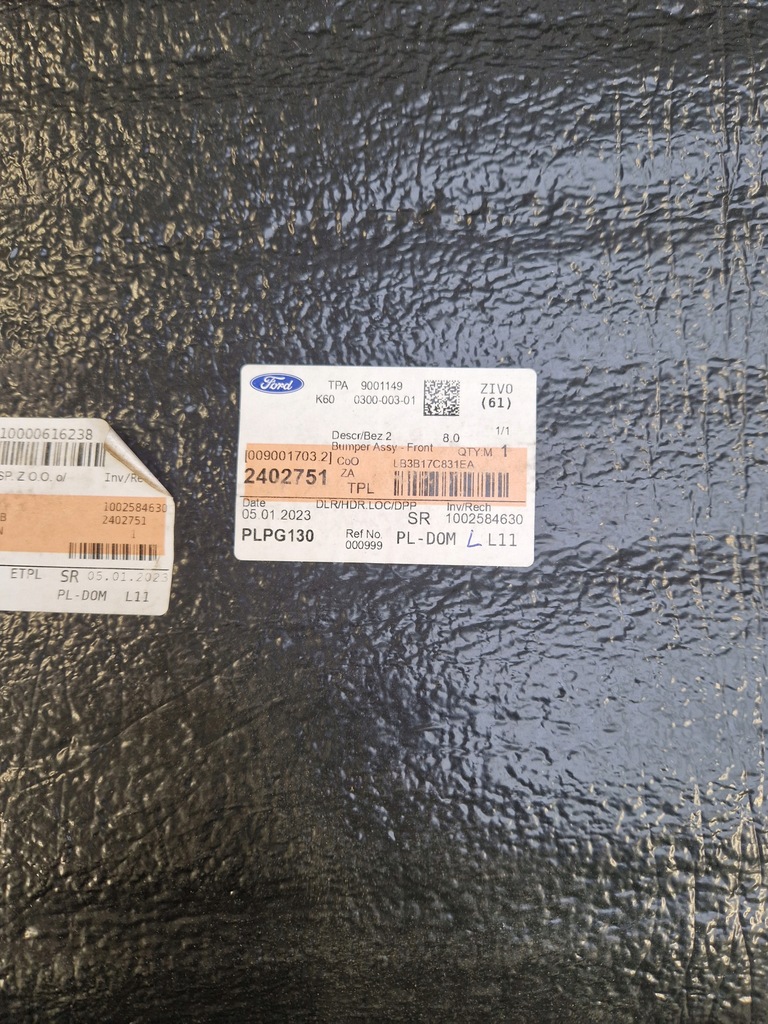 Ford
TPA 9001149
K60 0300-003-01
ZIVO
(61)
Descr/Bez 2 8.0 1/1
Bumper Assy - Front QTY:M 1
[009001703 2] CoO LB3B17C831EA
2402751 ZA
TPL
Date DLR/HDR.LOC/DPP Inv/Rech
05.01.2023 SR 1002584630
PLPG130 Ref No. PL-DOM L L11
000999
10000616238
SP. Z O.O. o/ Inv/Re
1002584630
2402751
1
ETPL SR 05.01.2023
PL-DOM L11